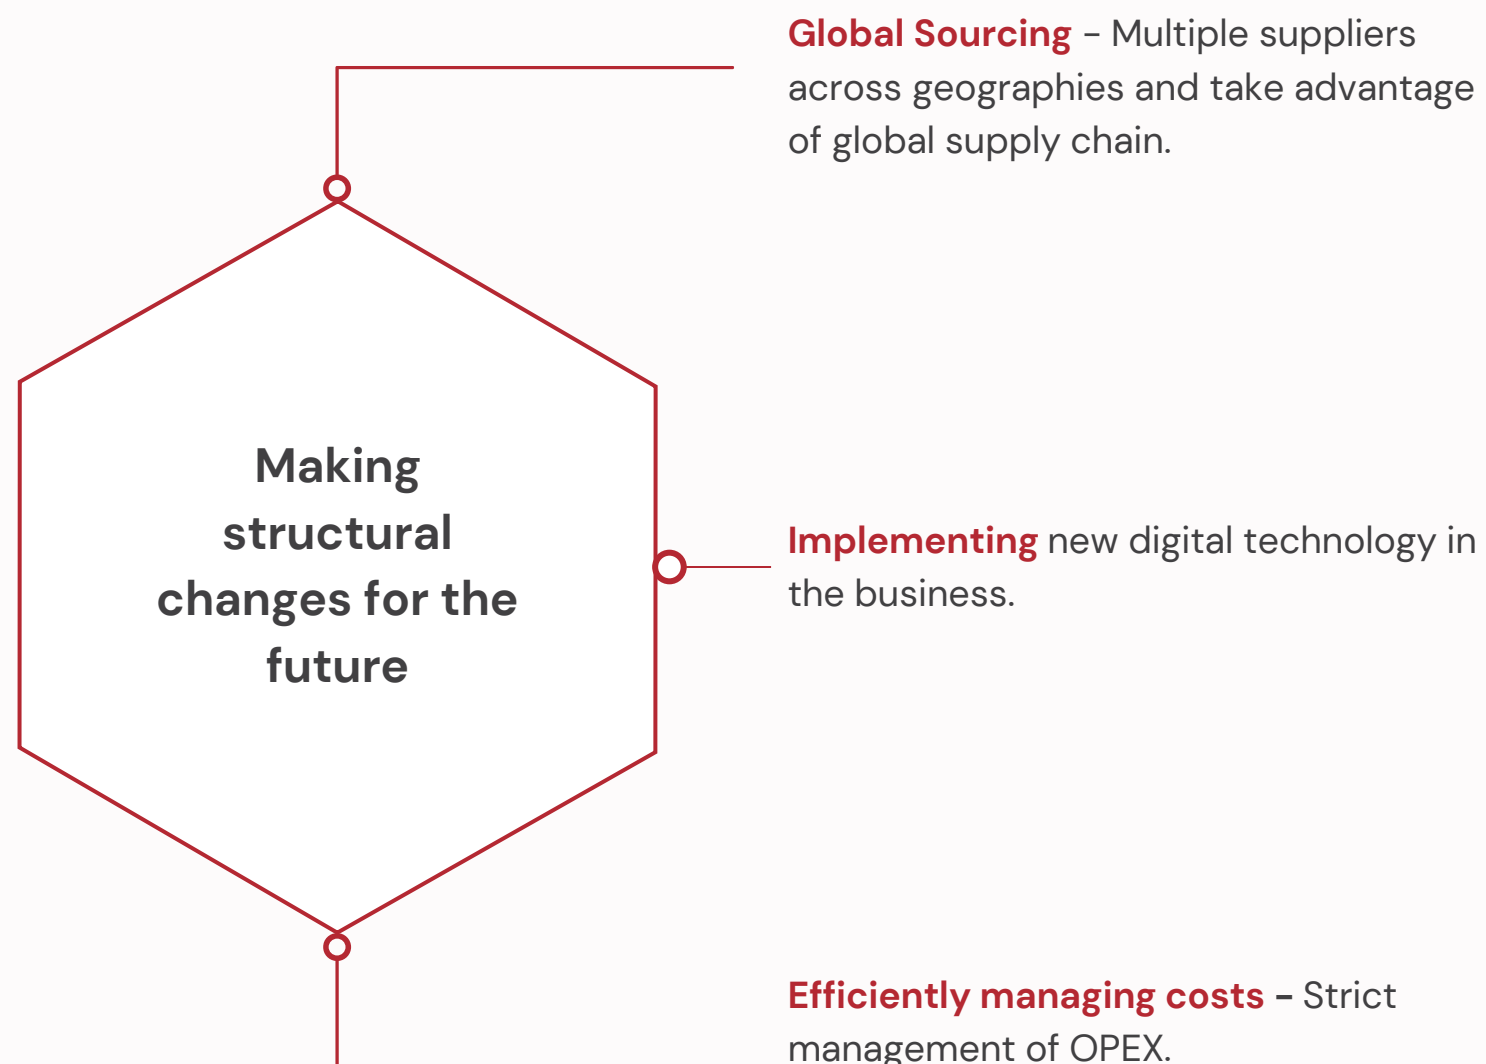 Global Sourcing - Multiple suppliers
across geographies and take advantage
of global supply chain.
Making
structural
changes for the
future
Implementing new digital technology in
the business.
Efficiently managing costs – Strict
management of OPEX.